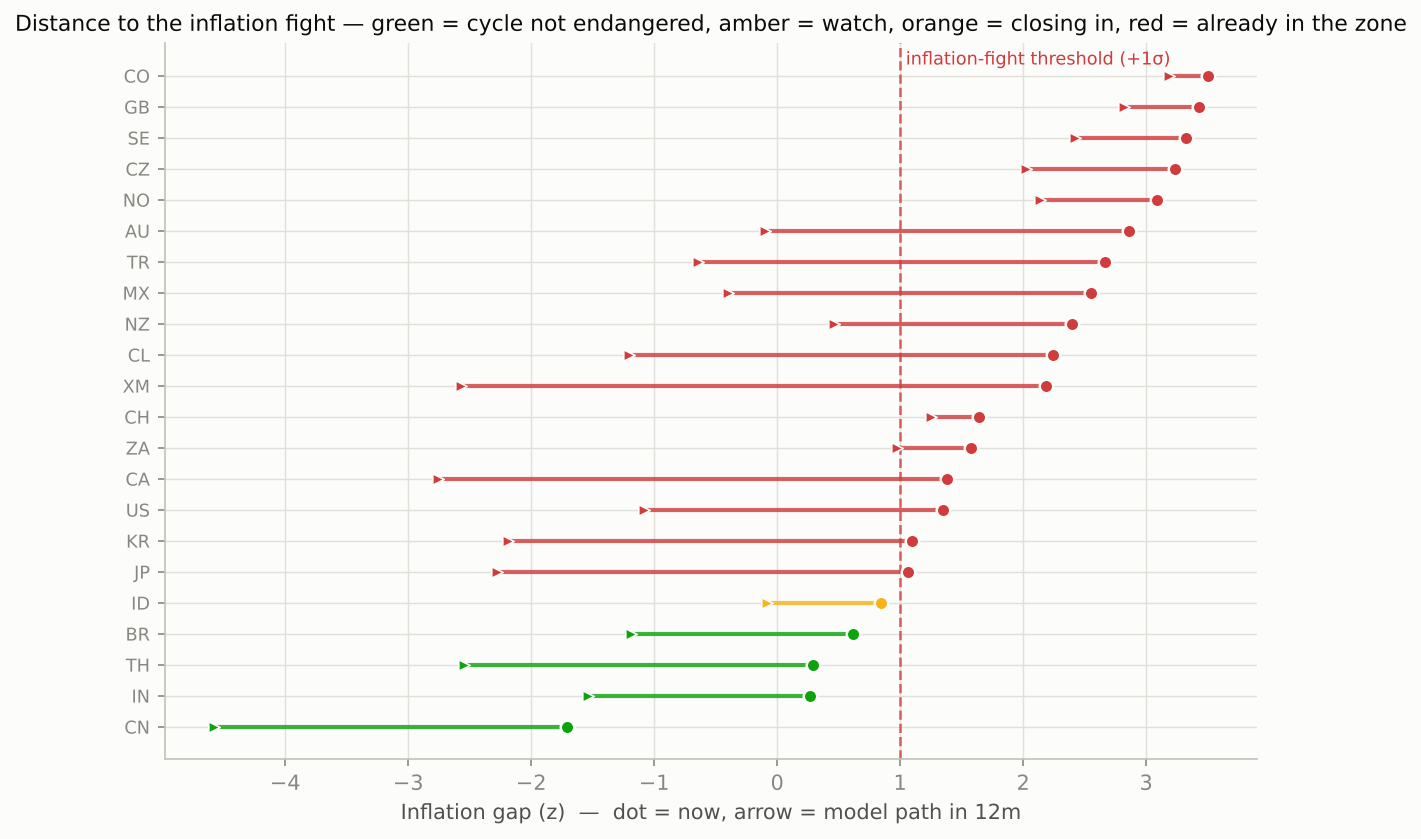 Distance to the inflation fight — green = cycle not endangered, amber = watch, orange = closing in, red = already in the zone
inflation-fight threshold (+1σ)
CO
GB
SE
CZ
NO
AU
TR
MX
NZ
CL
XM
CH
ZA
CA
US
KR
JP
ID
BR
TH
IN
CN
−4 −3 −2 −1 0 1 2 3
Inflation gap (z) — dot = now, arrow = model path in 12m